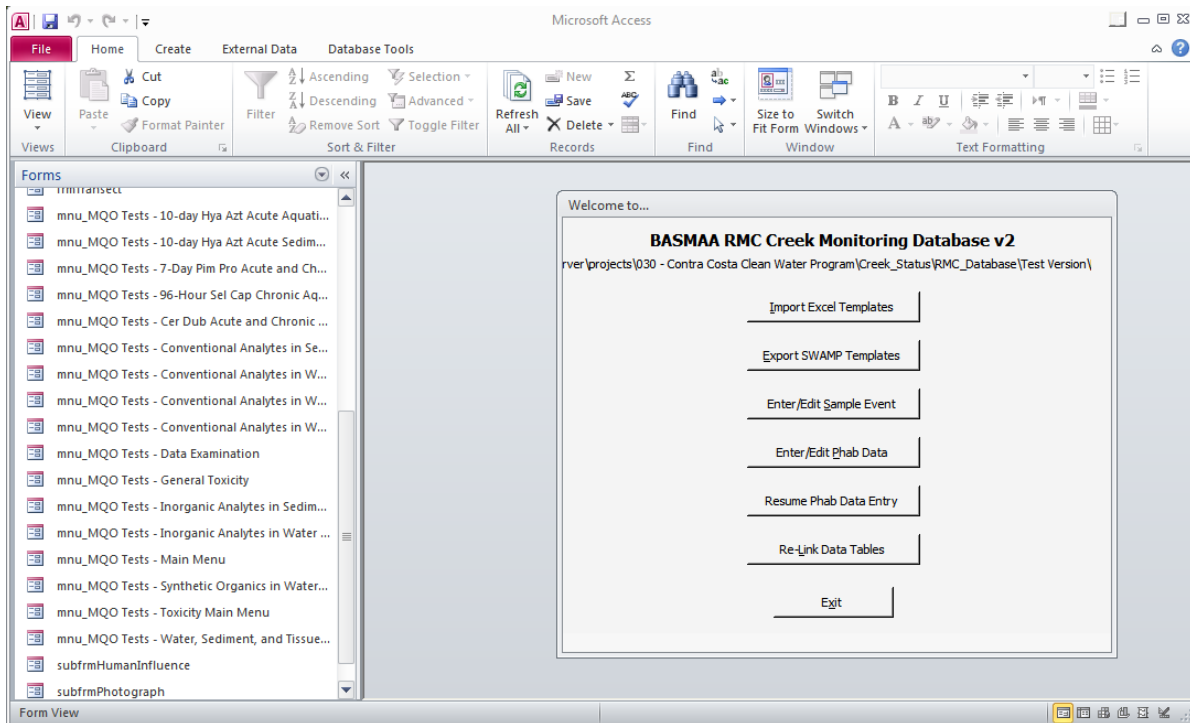 Microsoft Access
File Home Create External Data Database Tools
View
Views
Paste
Cut
Copy
Format Painter
Clipboard
Filter
Ascending
Descending
Remove Sort
Selection
Advanced
Toggle Filter
Sort & Filter
Refresh
All
New
Save
Delete
Records
Find
Find
Size to
Fit Form
Switch
Windows
Window
Text Formatting
Forms
frmTransect
mnu_MQO Tests - 10-day Hya Azt Acute Aquati...
mnu_MQO Tests - 10-day Hya Azt Acute Sedim...
mnu_MQO Tests - 7-Day Pim Pro Acute and Ch...
mnu_MQO Tests - 96-Hour Sel Cap Chronic Aq...
mnu_MQO Tests - Cer Dub Acute and Chronic ...
mnu_MQO Tests - Conventional Analytes in Se...
mnu_MQO Tests - Conventional Analytes in W...
mnu_MQO Tests - Conventional Analytes in W...
mnu_MQO Tests - Conventional Analytes in W...
mnu_MQO Tests - Data Examination
mnu_MQO Tests - General Toxicity
mnu_MQO Tests - Inorganic Analytes in Sedim...
mnu_MQO Tests - Inorganic Analytes in Water ...
mnu_MQO Tests - Main Menu
mnu_MQO Tests - Synthetic Organics in Water...
mnu_MQO Tests - Toxicity Main Menu
mnu_MQO Tests - Water, Sediment, and Tissue...
subfrmHumanInfluence
subfrmPhotograph
Welcome to...
BASMAA RMC Creek Monitoring Database v2
rver\projects\030 - Contra Costa Clean Water Program\Creek_Status\RMC_Database\Test Version\
Import Excel Templates
Export SWAMP Templates
Enter/Edit Sample Event
Enter/Edit Phab Data
Resume Phab Data Entry
Re-Link Data Tables
Exit
Form View